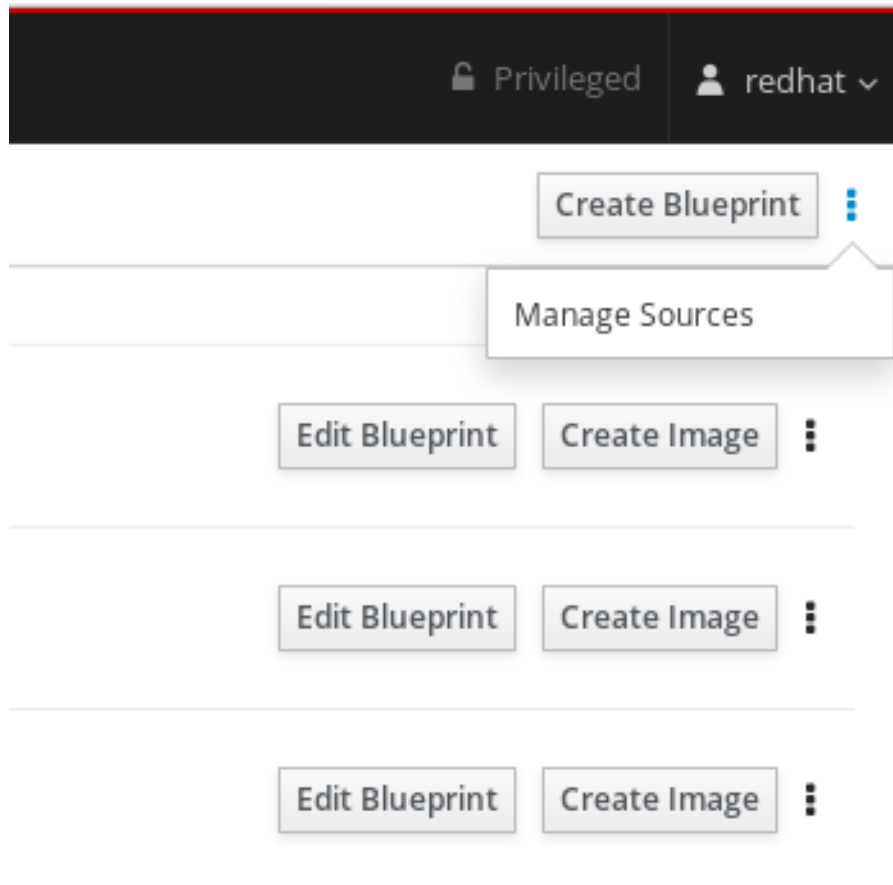 Privileged redhat
Create Blueprint
Manage Sources
Edit Blueprint Create Image
Edit Blueprint Create Image
Edit Blueprint Create Image